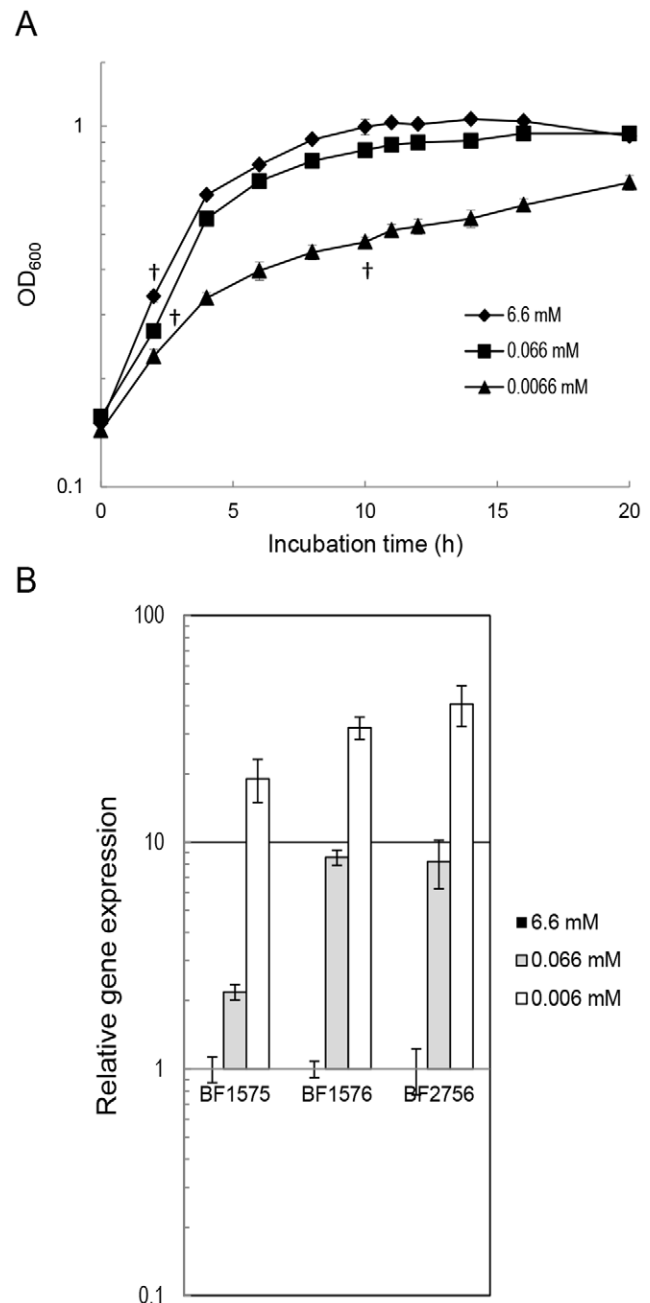 A
1
0.1
OD600
†
†
†
6.6 mM
0.066 mM
0.0066 mM
0
5
10
15
20
Incubation time (h)
B
100
10
1
0.1
Relative gene expression
BF1575
BF1576
BF2756
6.6 mM
0.066 mM
0.006 mM